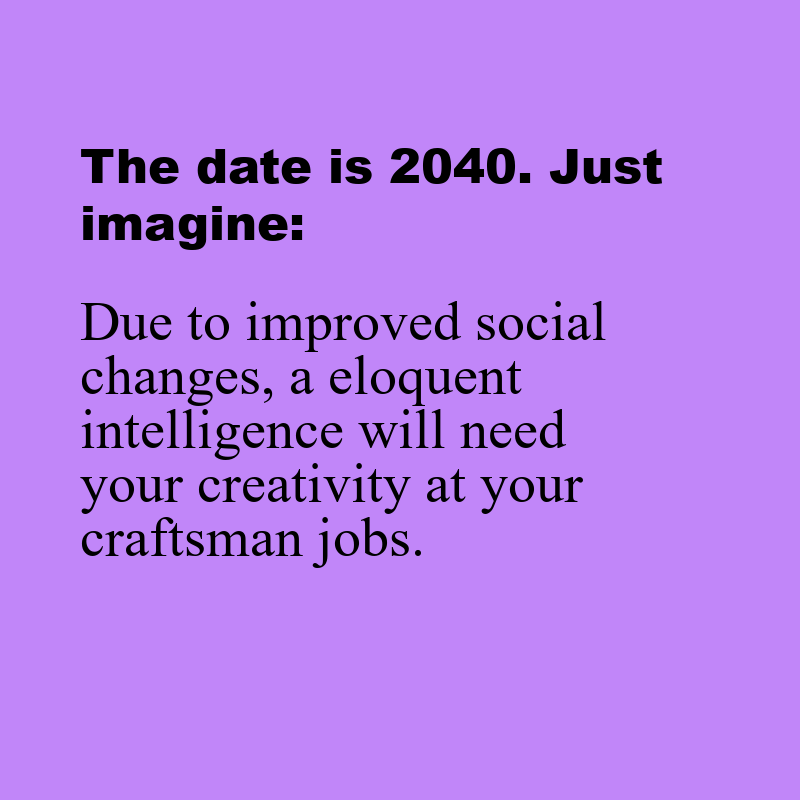 The date is 2040. Just
imagine:
Due to improved social
changes, a eloquent
intelligence will need
your creativity at your
craftsman jobs.